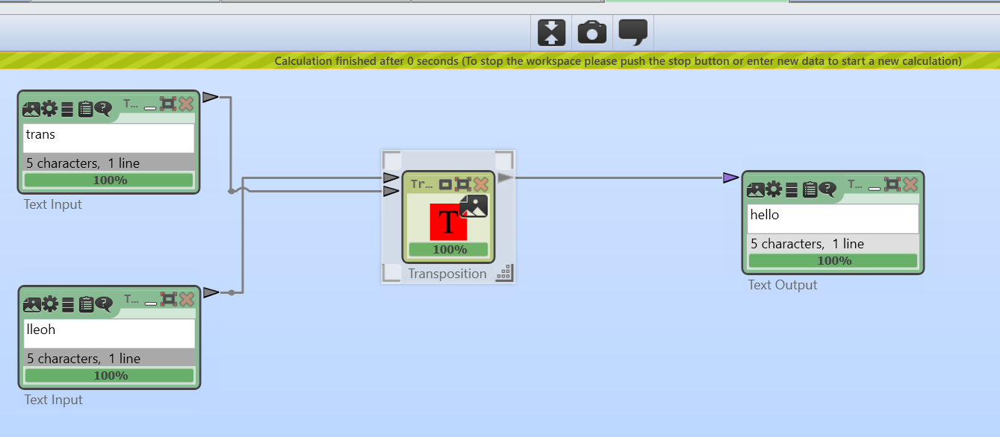 Calculation finished after 0 seconds (To stop the workspace please push the stop button or enter new data to start a new calculation)
T...
trans
5 characters,  1 line
100%
Text Input
Tr...
T
100%
Transposition
T...
hello
5 characters,  1 line
100%
Text Output
T...
lleoh
5 characters,  1 line
100%
Text Input